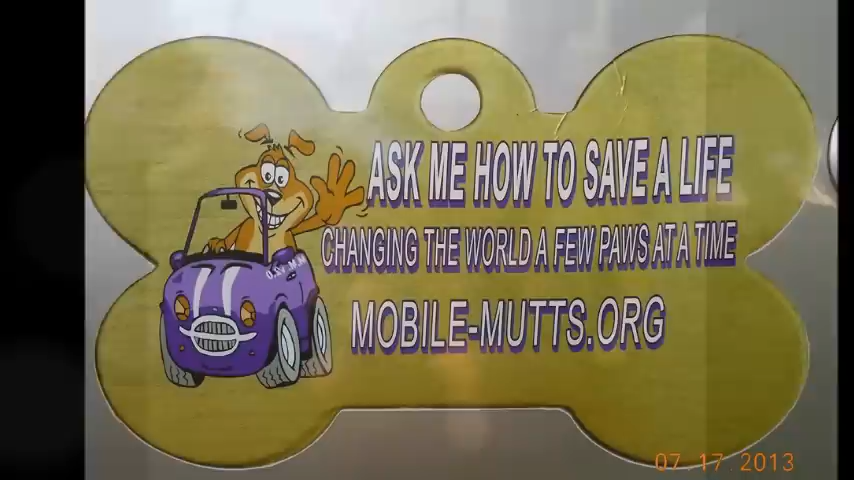 ASK ME HOW TO SAVE A LIFE
CHANGING THE WORLD A FEW PAWS AT A TIME
MOBILE-MUTTS.ORG
07.17.2013